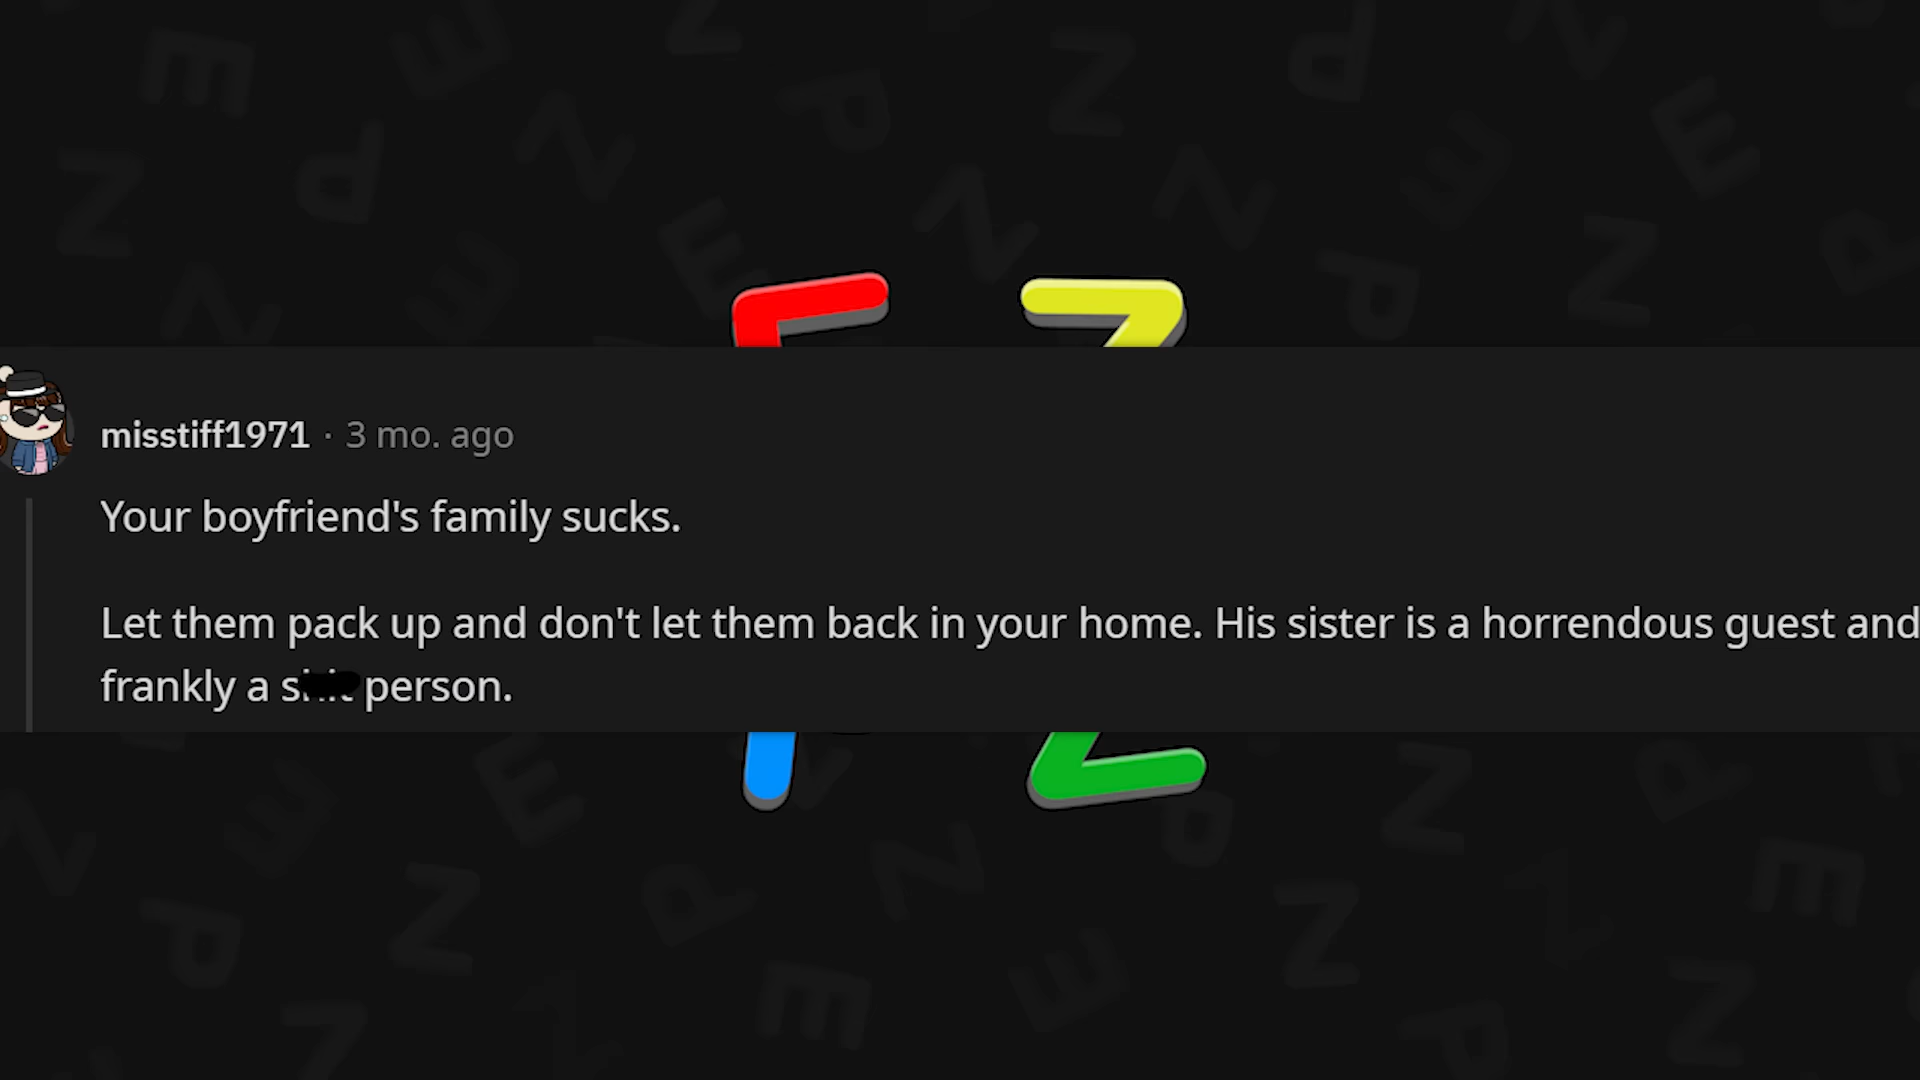 misstiff1971 · 3 mo. ago
Your boyfriend's family sucks.
Let them pack up and don't let them back in your home. His sister is a horrendous guest and
frankly a person.